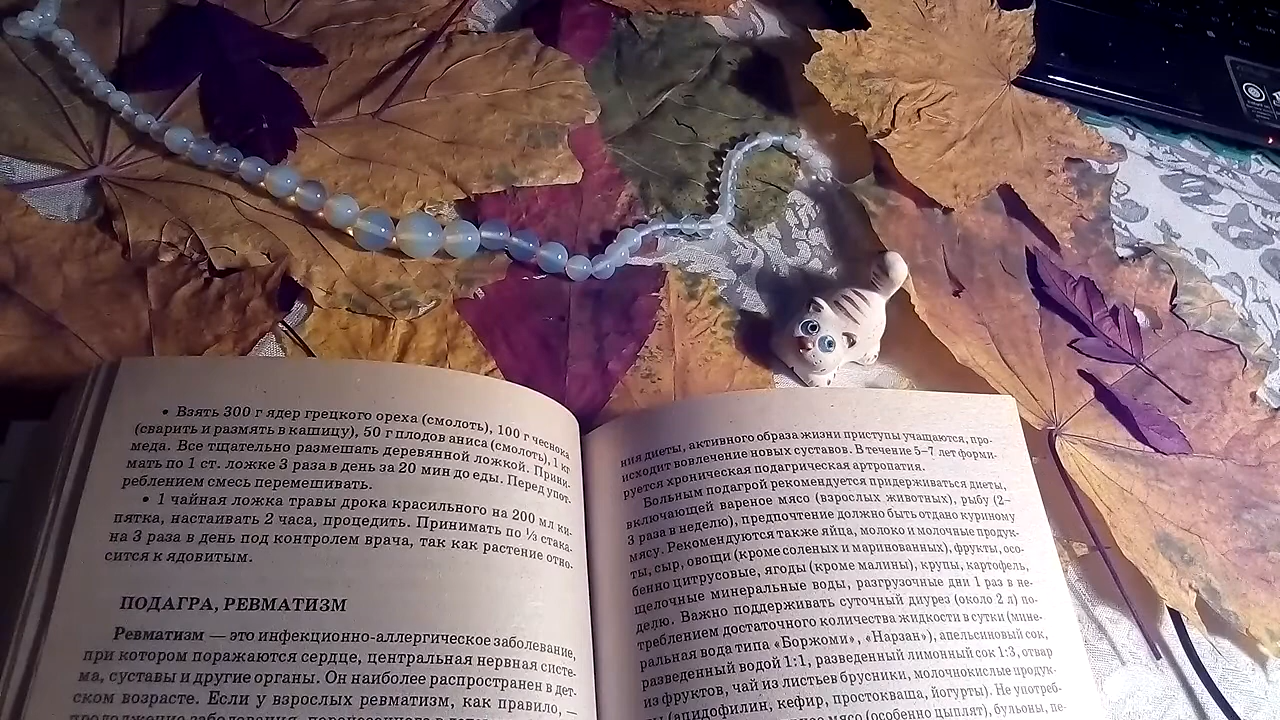 • Взять 300 г ядер грецкого ореха (смолоть), 100 г чеснока
(сварить и размять в кашицу), 50 г плодов аниса (смолоть), 1 кг
меда. Все тщательно размешать деревянной ложкой. Прини-
мать по 1 ст. ложке 3 раза в день за 20 мин до еды. Перед упот-
реблением смесь перемешивать.
• 1 чайная ложка травы дрока красильного на 200 мл ки-
пятка, настаивать 2 часа, процедить. Принимать по ⅓ стака-
на 3 раза в день под контролем врача, так как растение отно-
сится к ядовитым.
ПОДАГРА, РЕВМАТИЗМ
Ревматизм — это инфекционно-аллергическое заболевание,
при котором поражаются сердце, центральная нервная систе-
ма, суставы и другие органы. Он наиболее распространен в дет-
ском возрасте. Если у взрослых ревматизм, как правило, —
продолжение заболевания, перенесенного в
ния диеты, активного образа жизни приступы учащаются, про-
исходит вовлечение новых суставов. В течение 5–7 лет форми-
руется хроническая подагрическая артропатия.
Больным подагрой рекомендуется придерживаться диеты,
включающей вареное мясо (взрослых животных), рыбу (2–
3 раза в неделю), предпочтение должно быть отдано куриному
мясу. Рекомендуются также яйца, молоко и молочные продук-
ты, сыр, овощи (кроме соленых и маринованных), фрукты, осо-
бенно цитрусовые, ягоды (кроме малины), крупы, картофель,
щелочные минеральные воды, разгрузочные дни 1 раз в не-
делю. Важно поддерживать суточный диурез (около 2 л) по-
треблением достаточного количества жидкости в сутки (мине-
ральная вода типа «Боржоми», «Нарзан»), апельсиновый сок,
разведенный водой 1:1, разведенный лимонный сок 1:3, отвар
из фруктов, чай из листьев брусники, молочнокислые продук-
ты (ацидофилин, кефир, простокваша, йогурты). Не употреб-
мясо (особенно цыплят), бульоны, пе-